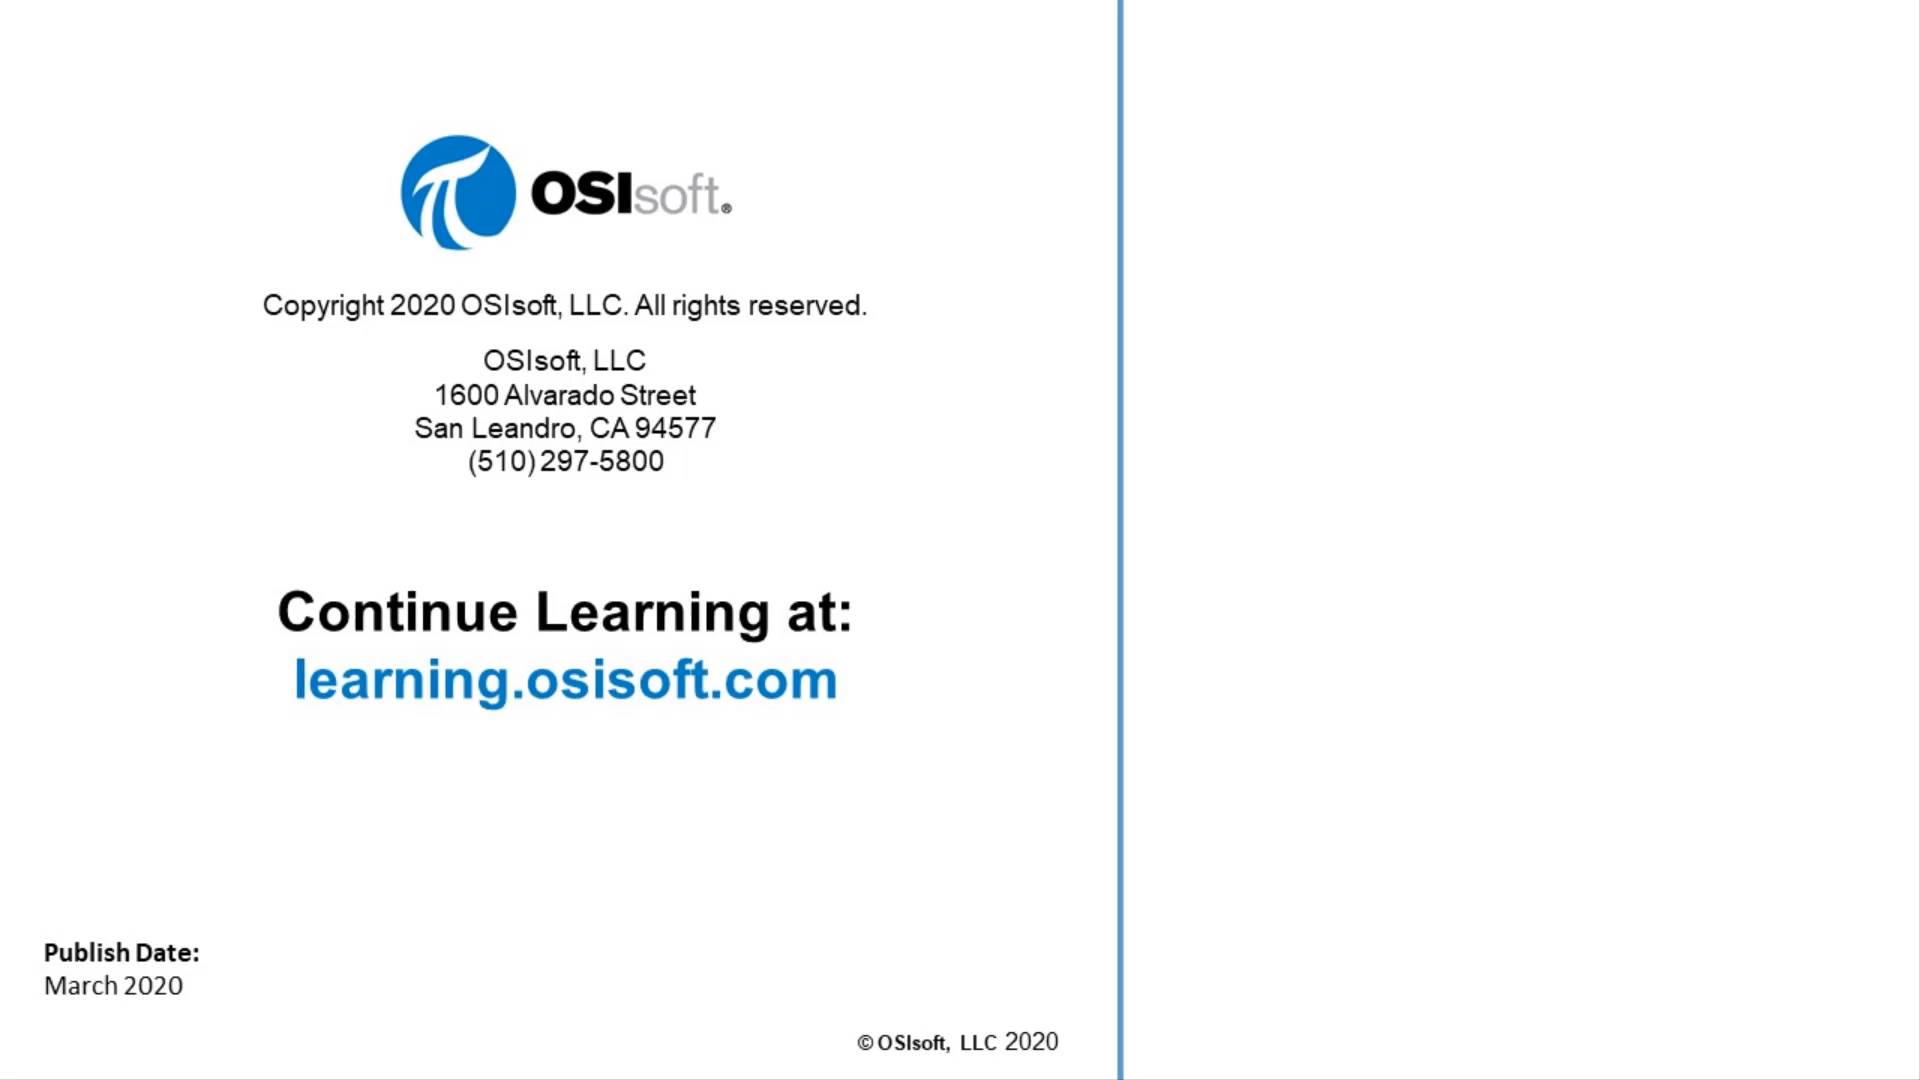 OSIsoft®
Copyright 2020 OSIsoft, LLC. All rights reserved.
OSIsoft, LLC
1600 Alvarado Street
San Leandro, CA 94577
(510) 297-5800
Continue Learning at:
learning.osisoft.com
Publish Date:
March 2020
© OSIsoft, LLC 2020